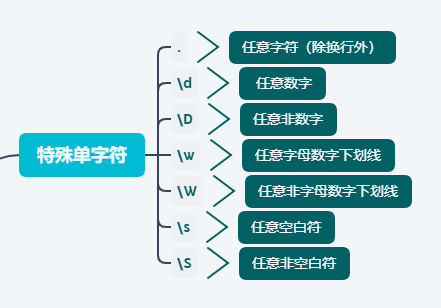 特殊单字符
. 任意字符（除换行外）
\d 任意数字
\D 任意非数字
\w 任意字母数字下划线
\W 任意非字母数字下划线
\s 任意空白符
\S 任意非空白符